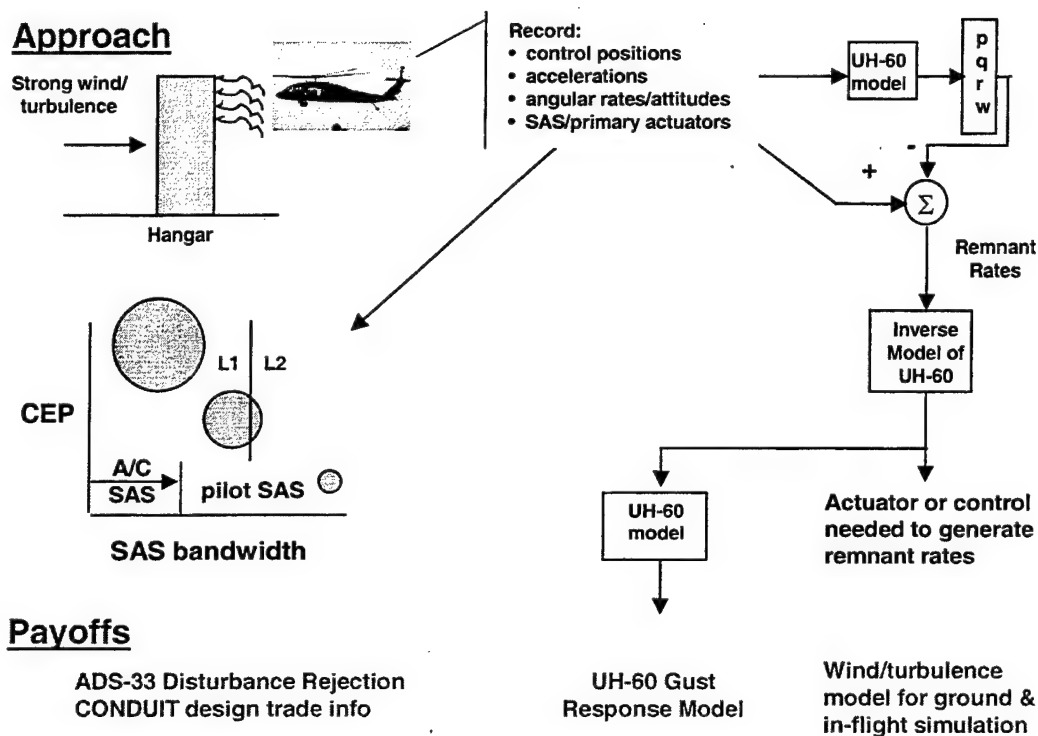 Approach
Strong wind/
turbulence
Hangar
Record:
• control positions
• accelerations
• angular rates/attitudes
• SAS/primary actuators
UH-60
model
p
q
r
w
-
+
Σ
Remnant
Rates
Inverse
Model of
UH-60
CEP
L1
L2
A/C
SAS
pilot SAS
SAS bandwidth
UH-60
model
Actuator or control
needed to generate
remnant rates
Payoffs
ADS-33 Disturbance Rejection
CONDUIT design trade info
UH-60 Gust
Response Model
Wind/turbulence
model for ground &
in-flight simulation